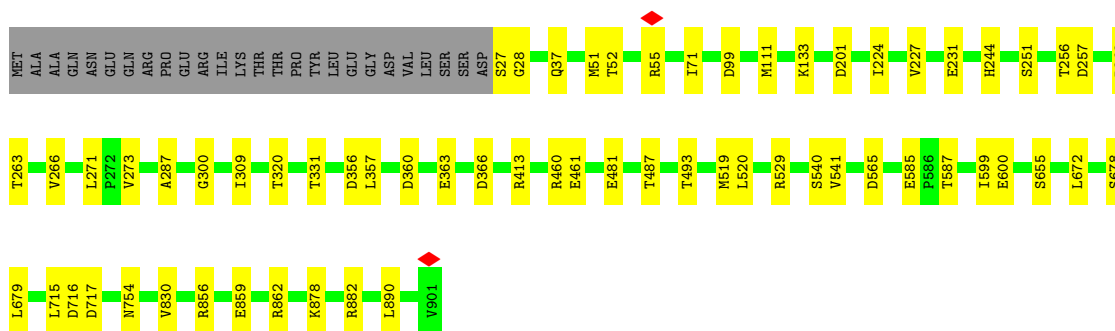 MET ALA ALA GLN ASN GLU GLN ARG PRO GLU ARG ILE LYS THR THR PRO TYR LEU GLU GLY ASP VAL LEU SER SER ASP S27 G28 Q37 M51 T52 R55 I71 D99 M111 K133 D201 I224 V227 E231 H244 S251 T256 D257
T263 V266 L271 P272 V273 A287 G300 I309 T320 T331 D356 L357 D360 E363 D366 R413 R460 E461 E481 T487 T493 M519 L520 R529 S540 V541 D565 E585 P586 T587 I599 E600 S655 L672 S678
L679 L715 D716 D717 N754 V830 R856 E859 R862 K878 R882 L890 V901